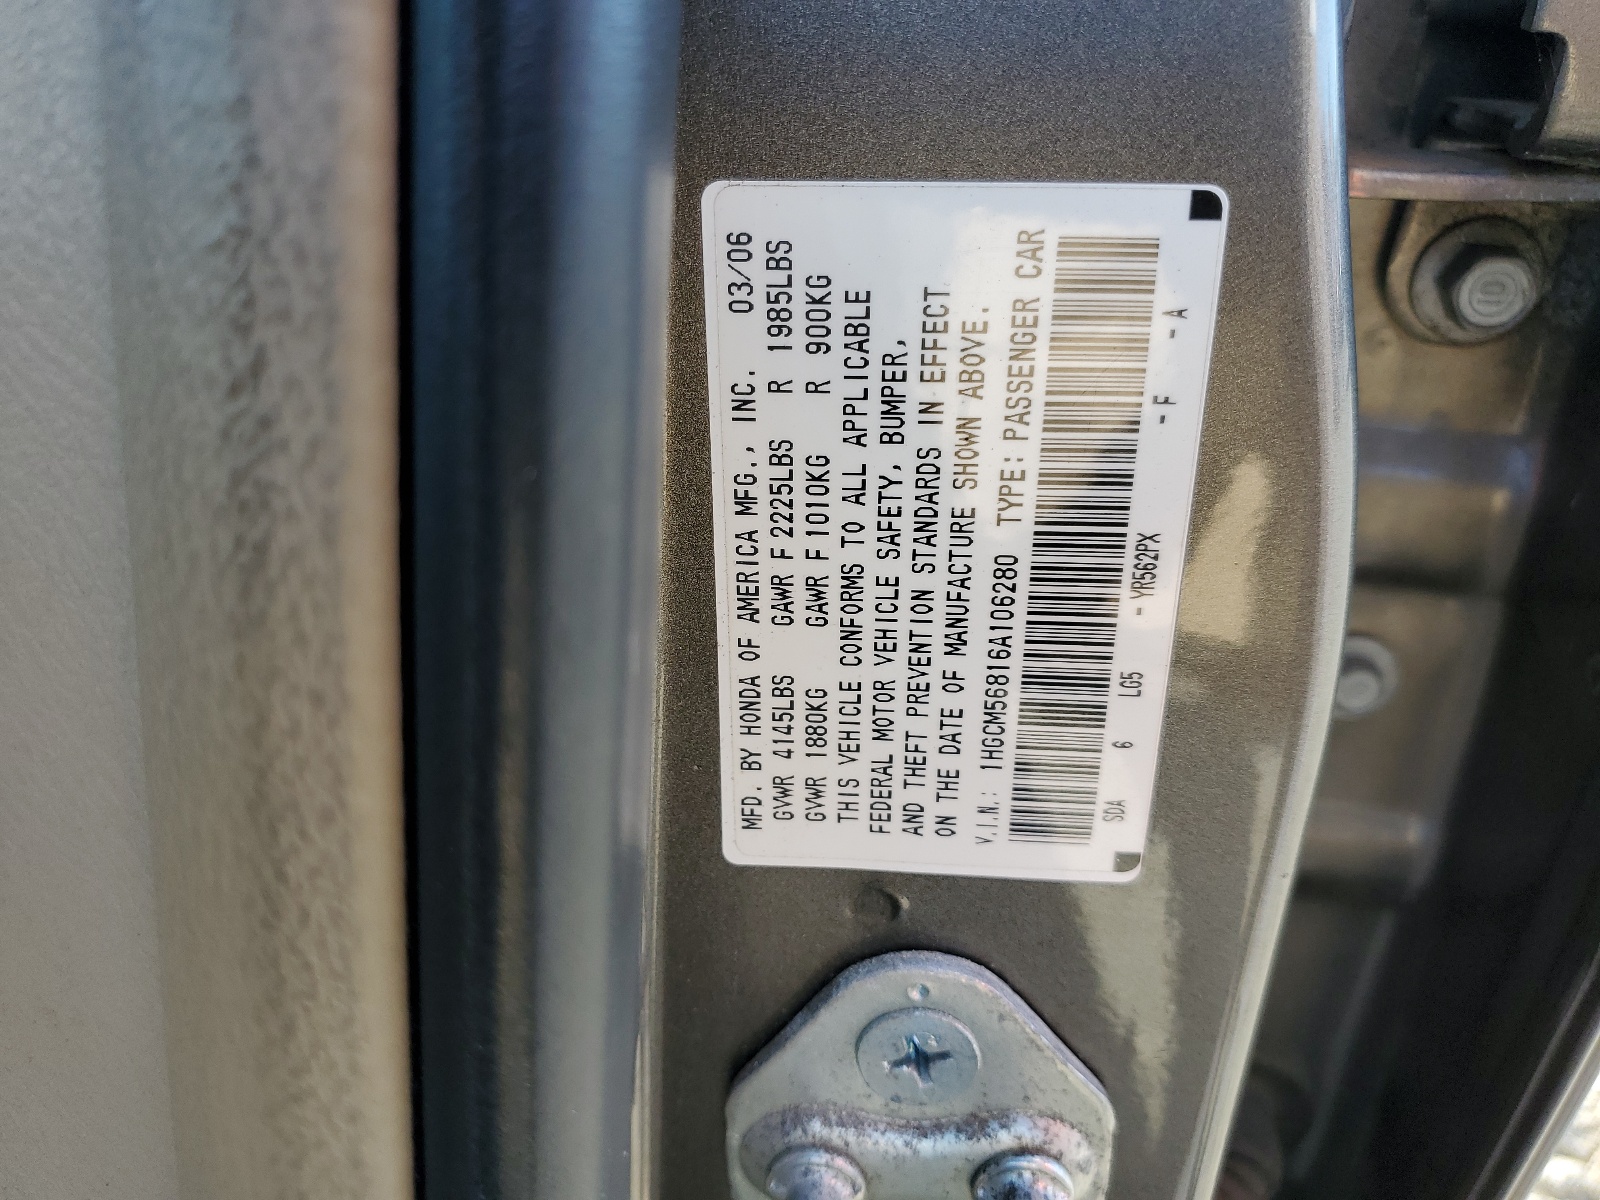 MFD. BY HONDA OF AMERICA MFG., INC. 03/06
GVWR 4145LBS GAWR F 2225LBS R 1985LBS
GVWR 1880KG GAWR F 1010KG R 900KG
THIS VEHICLE CONFORMS TO ALL APPLICABLE
FEDERAL MOTOR VEHICLE SAFETY, BUMPER,
AND THEFT PREVENTION STANDARDS IN EFFECT
ON THE DATE OF MANUFACTURE SHOWN ABOVE.
V.I.N.: 1HGCM56816A106280 TYPE: PASSENGER CAR
SDA 6 LG5 - YR562PX - F - A
10